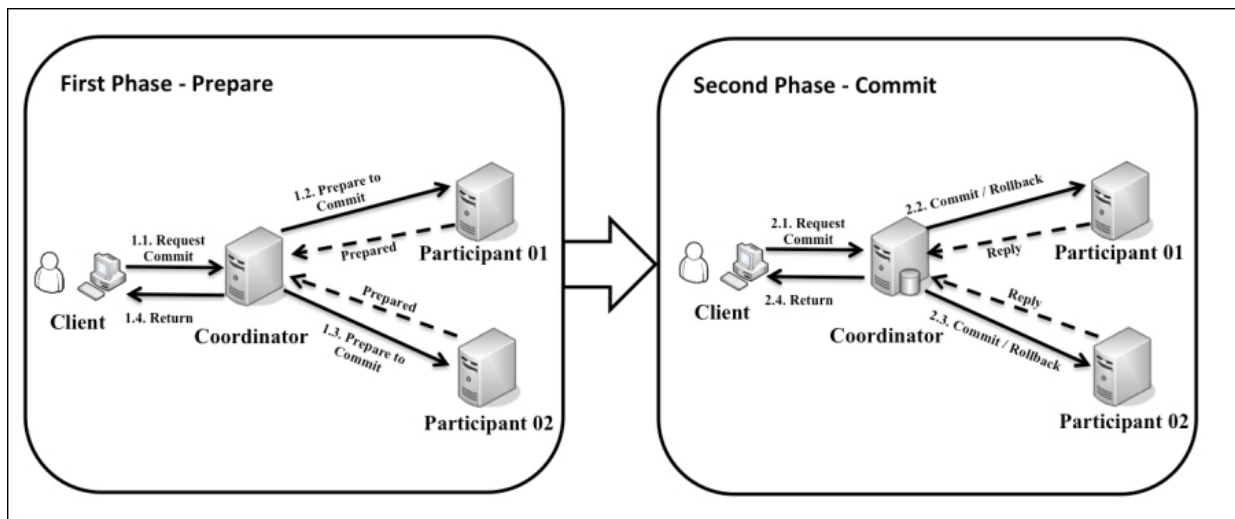 First Phase - Prepare
1.2. Prepare to
Commit
Prepared
Participant 01
1.1. Request
Commit
1.4. Return
Client
Coordinator
Prepared
1.3. Prepare to
Commit
Participant 02
Second Phase - Commit
2.2. Commit / Rollback
Reply
Participant 01
2.1. Request
Commit
2.4. Return
Client
Coordinator
Reply
2.3. Commit / Rollback
Participant 02